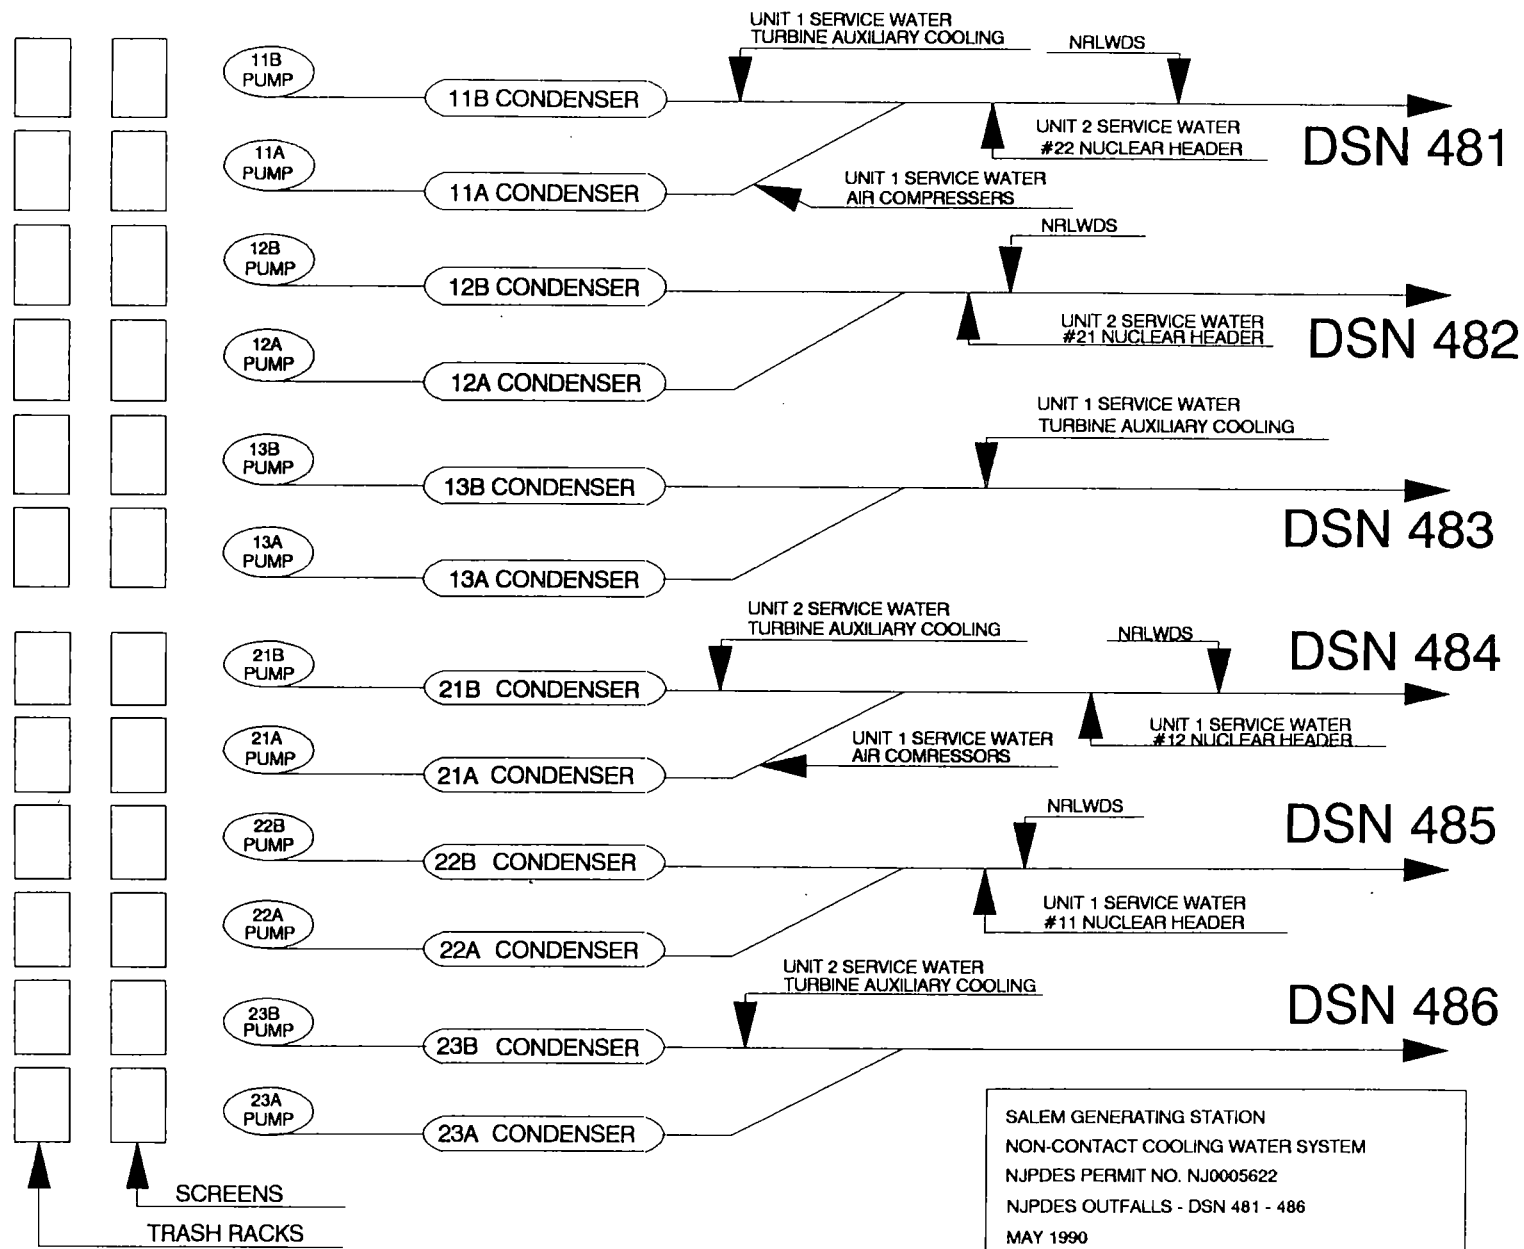 UNIT 1 SERVICE WATER
TURBINE AUXILIARY COOLING
NRLWDS
11B
PUMP
11B CONDENSER
UNIT 2 SERVICE WATER
#22 NUCLEAR HEADER
DSN 481
11A
PUMP
11A CONDENSER
UNIT 1 SERVICE WATER
AIR COMPRESSERS
NRLWDS
12B
PUMP
12B CONDENSER
UNIT 2 SERVICE WATER
#21 NUCLEAR HEADER
DSN 482
12A
PUMP
12A CONDENSER
UNIT 1 SERVICE WATER
TURBINE AUXILIARY COOLING
13B
PUMP
13B CONDENSER
DSN 483
13A
PUMP
13A CONDENSER
UNIT 2 SERVICE WATER
TURBINE AUXILIARY COOLING
NRLWDS
DSN 484
21B
PUMP
21B CONDENSER
UNIT 1 SERVICE WATER
#12 NUCLEAR HEADER
21A
PUMP
21A CONDENSER
UNIT 1 SERVICE WATER
AIR COMRESSORS
NRLWDS
DSN 485
22B
PUMP
22B CONDENSER
UNIT 1 SERVICE WATER
#11 NUCLEAR HEADER
22A
PUMP
22A CONDENSER
UNIT 2 SERVICE WATER
TURBINE AUXILIARY COOLING
DSN 486
23B
PUMP
23B CONDENSER
23A
PUMP
23A CONDENSER
SCREENS
TRASH RACKS
SALEM GENERATING STATION
NON-CONTACT COOLING WATER SYSTEM
NJPDES PERMIT NO. NJ0005622
NJPDES OUTFALLS - DSN 481 - 486
MAY 1990